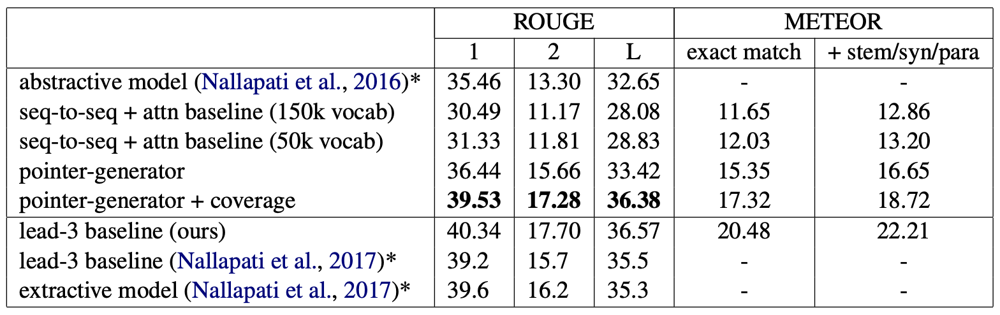 ROUGE METEOR
1 2 L exact match + stem/syn/para
abstractive model (Nallapati et al., 2016)* 35.46 13.30 32.65 - -
seq-to-seq + attn baseline (150k vocab) 30.49 11.17 28.08 11.65 12.86
seq-to-seq + attn baseline (50k vocab) 31.33 11.81 28.83 12.03 13.20
pointer-generator 36.44 15.66 33.42 15.35 16.65
pointer-generator + coverage 39.53 17.28 36.38 17.32 18.72
lead-3 baseline (ours) 40.34 17.70 36.57 20.48 22.21
lead-3 baseline (Nallapati et al., 2017)* 39.2 15.7 35.5 - -
extractive model (Nallapati et al., 2017)* 39.6 16.2 35.3 - -